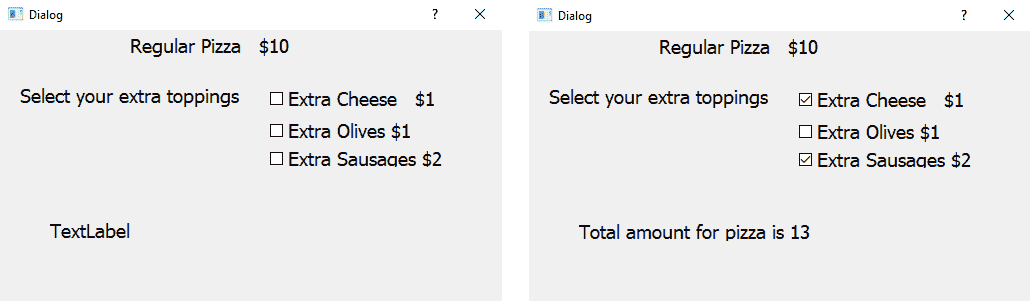 Dialog ?
Regular Pizza $10
Select your extra toppings
Extra Cheese $1
Extra Olives $1
Extra Sausages $2
TextLabel
Dialog ?
Regular Pizza $10
Select your extra toppings
Extra Cheese $1
Extra Olives $1
Extra Sausages $2
Total amount for pizza is 13